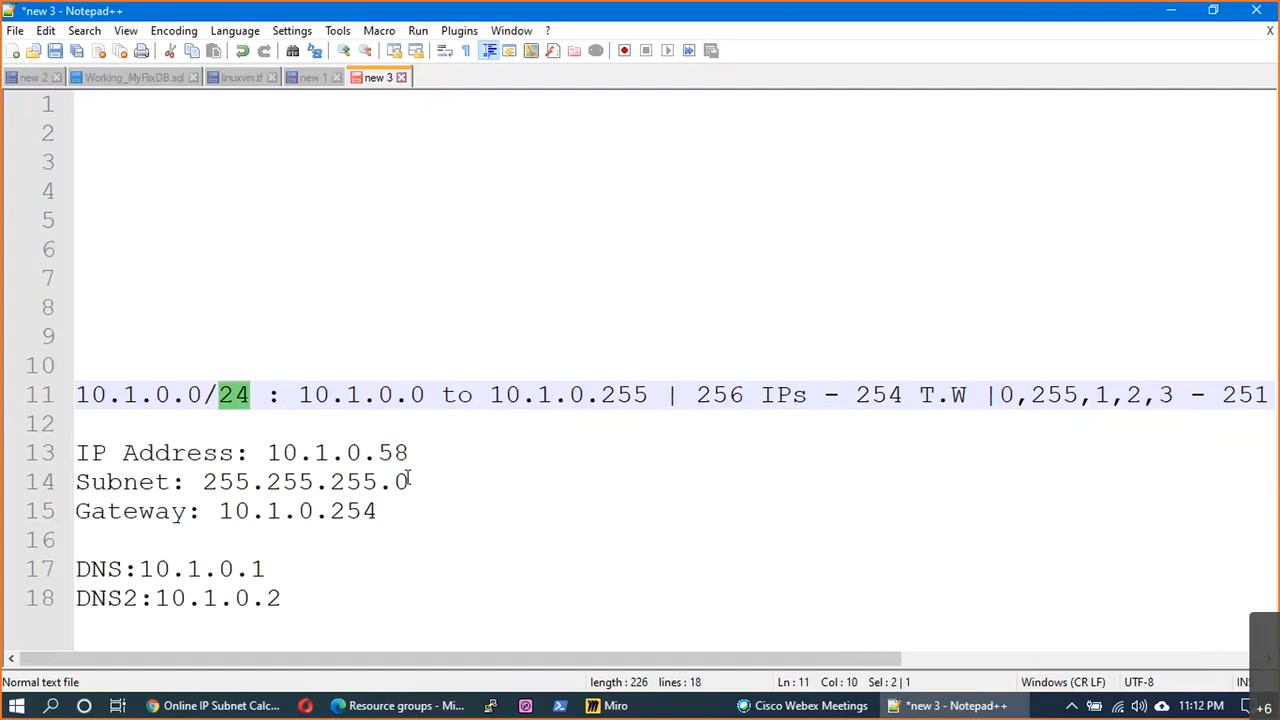 *new 3 - Notepad++
File Edit Search View Encoding Language Settings Tools Macro Run Plugins Window ? X
new 2 Working_MyflixDB.sql linuxvm.tf new 1 new 3
1
2
3
4
5
6
7
8
9
10
11 10.1.0.0/24 : 10.1.0.0 to 10.1.0.255 | 256 IPs - 254 T.W |0,255,1,2,3 - 251
12
13 IP Address: 10.1.0.58
14 Subnet: 255.255.255.0
15 Gateway: 10.1.0.254
16
17 DNS:10.1.0.1
18 DNS2:10.1.0.2
Normal text file length : 226 lines : 18 Ln : 11 Col : 10 Sel : 2 | 1 Windows (CR LF) UTF-8 INS
Online IP Subnet Calc... Resource groups - Mi... Miro Cisco Webex Meetings *new 3 - Notepad++ 11:12 PM +6